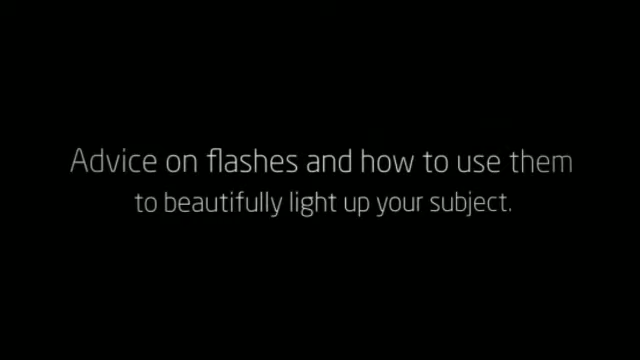 Advice on flashes and how to use them
to beautifully light up your subject.